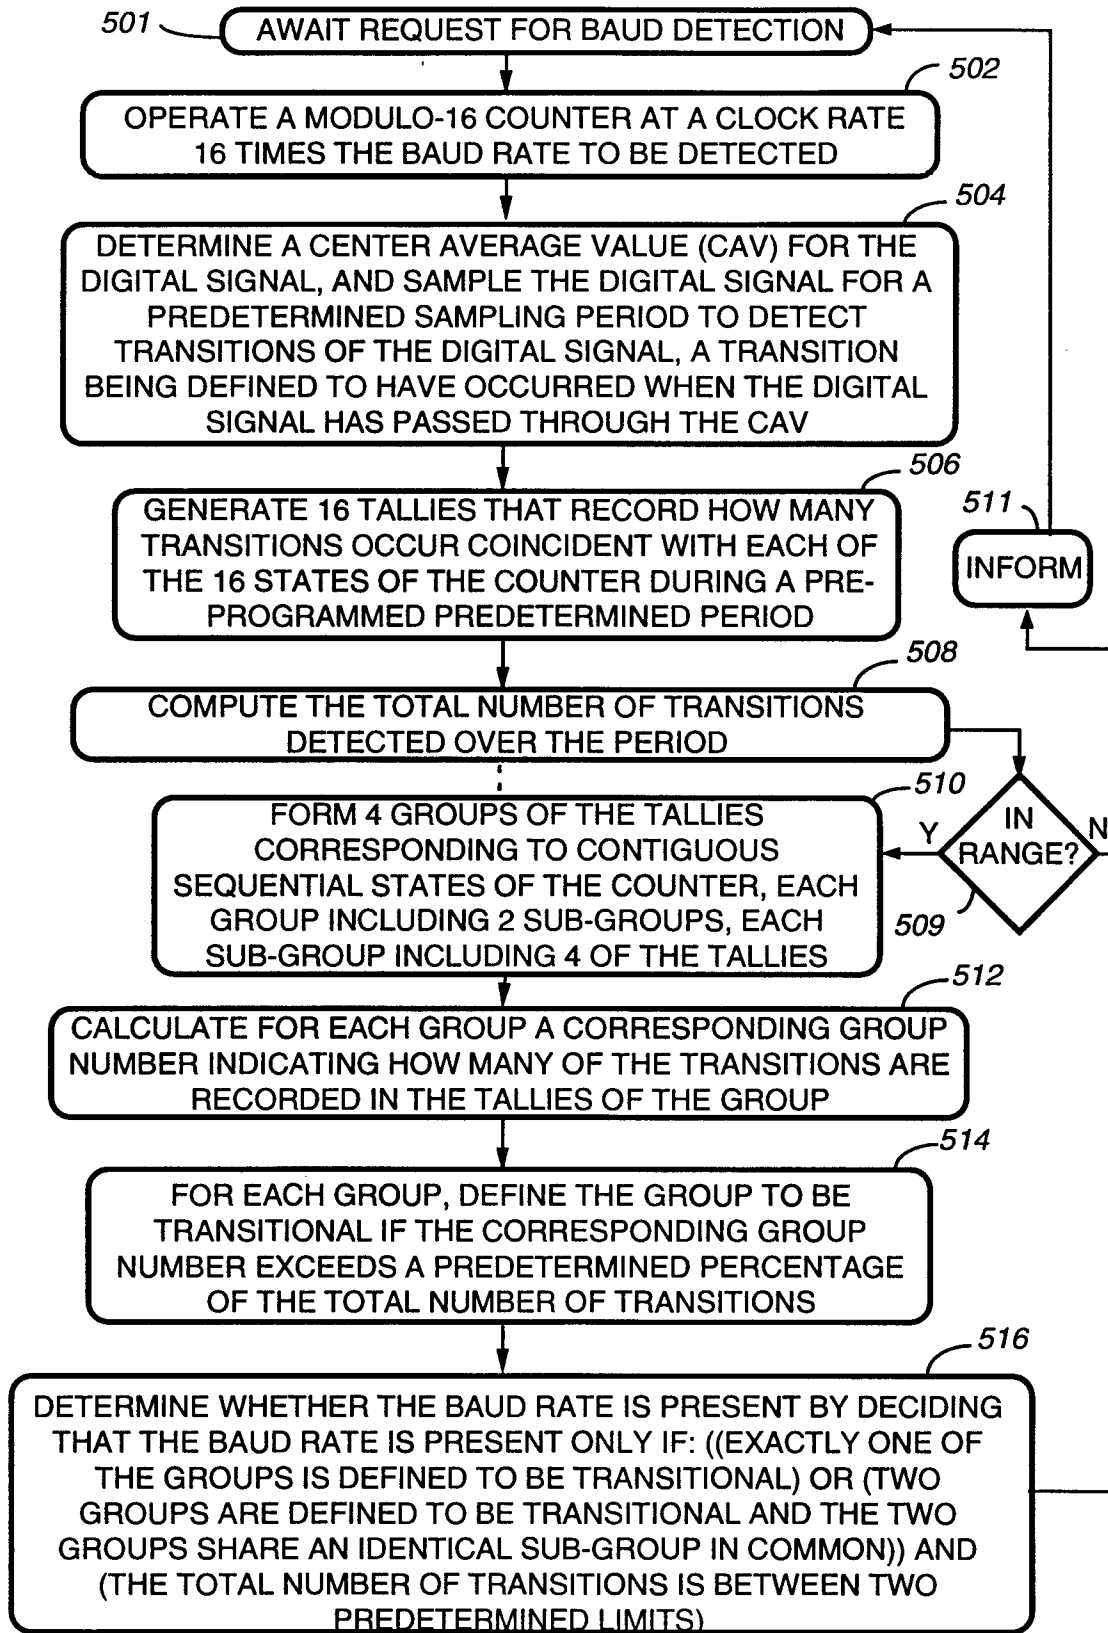 501
AWAIT REQUEST FOR BAUD DETECTION
502
OPERATE A MODULO-16 COUNTER AT A CLOCK RATE
16 TIMES THE BAUD RATE TO BE DETECTED
504
DETERMINE A CENTER AVERAGE VALUE (CAV) FOR THE
DIGITAL SIGNAL, AND SAMPLE THE DIGITAL SIGNAL FOR A
PREDETERMINED SAMPLING PERIOD TO DETECT
TRANSITIONS OF THE DIGITAL SIGNAL, A TRANSITION
BEING DEFINED TO HAVE OCCURRED WHEN THE DIGITAL
SIGNAL HAS PASSED THROUGH THE CAV
506
GENERATE 16 TALLIES THAT RECORD HOW MANY
TRANSITIONS OCCUR COINCIDENT WITH EACH OF
THE 16 STATES OF THE COUNTER DURING A PRE-
PROGRAMMED PREDETERMINED PERIOD
511
INFORM
508
COMPUTE THE TOTAL NUMBER OF TRANSITIONS
DETECTED OVER THE PERIOD
510
FORM 4 GROUPS OF THE TALLIES
CORRESPONDING TO CONTIGUOUS
SEQUENTIAL STATES OF THE COUNTER, EACH
GROUP INCLUDING 2 SUB-GROUPS, EACH
SUB-GROUP INCLUDING 4 OF THE TALLIES
Y
IN
RANGE?
N
509
512
CALCULATE FOR EACH GROUP A CORRESPONDING GROUP
NUMBER INDICATING HOW MANY OF THE TRANSITIONS ARE
RECORDED IN THE TALLIES OF THE GROUP
514
FOR EACH GROUP, DEFINE THE GROUP TO BE
TRANSITIONAL IF THE CORRESPONDING GROUP
NUMBER EXCEEDS A PREDETERMINED PERCENTAGE
OF THE TOTAL NUMBER OF TRANSITIONS
516
DETERMINE WHETHER THE BAUD RATE IS PRESENT BY DECIDING
THAT THE BAUD RATE IS PRESENT ONLY IF: ((EXACTLY ONE OF
THE GROUPS IS DEFINED TO BE TRANSITIONAL) OR (TWO
GROUPS ARE DEFINED TO BE TRANSITIONAL AND THE TWO
GROUPS SHARE AN IDENTICAL SUB-GROUP IN COMMON)) AND
(THE TOTAL NUMBER OF TRANSITIONS IS BETWEEN TWO
PREDETERMINED LIMITS)